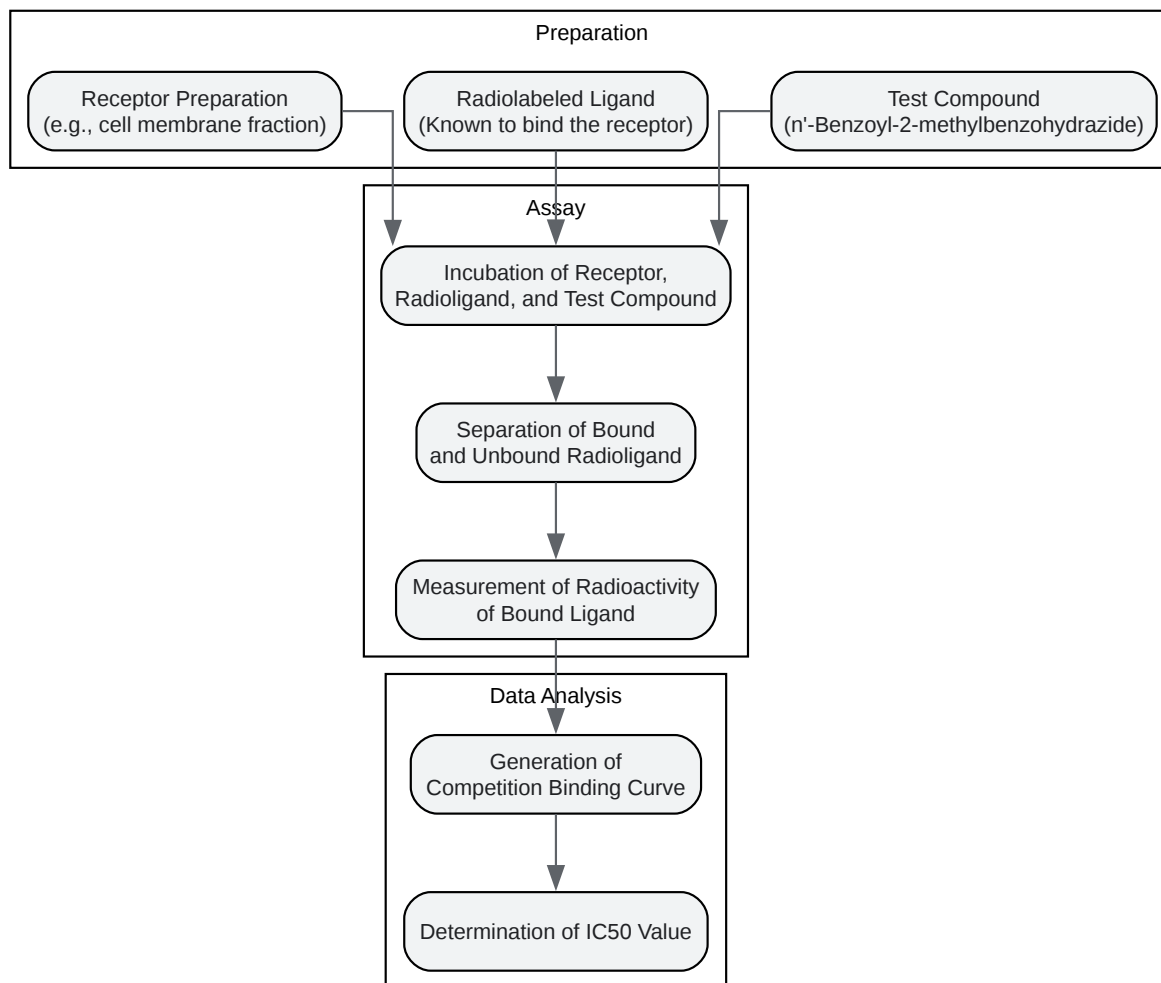 Preparation
Receptor Preparation
(e.g., cell membrane fraction)
Radiolabeled Ligand
(Known to bind the receptor)
Test Compound
(n'-Benzoyl-2-methylbenzohydrazide)
Assay
Incubation of Receptor,
Radioligand, and Test Compound
Separation of Bound
and Unbound Radioligand
Measurement of Radioactivity
of Bound Ligand
Data Analysis
Generation of
Competition Binding Curve
Determination of IC50 Value